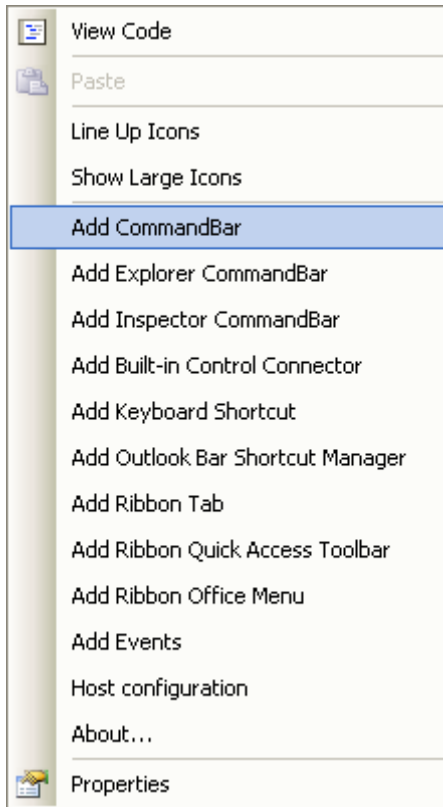 View Code
Paste
Line Up Icons
Show Large Icons
Add CommandBar
Add Explorer CommandBar
Add Inspector CommandBar
Add Built-in Control Connector
Add Keyboard Shortcut
Add Outlook Bar Shortcut Manager
Add Ribbon Tab
Add Ribbon Quick Access Toolbar
Add Ribbon Office Menu
Add Events
Host configuration
About...
Properties